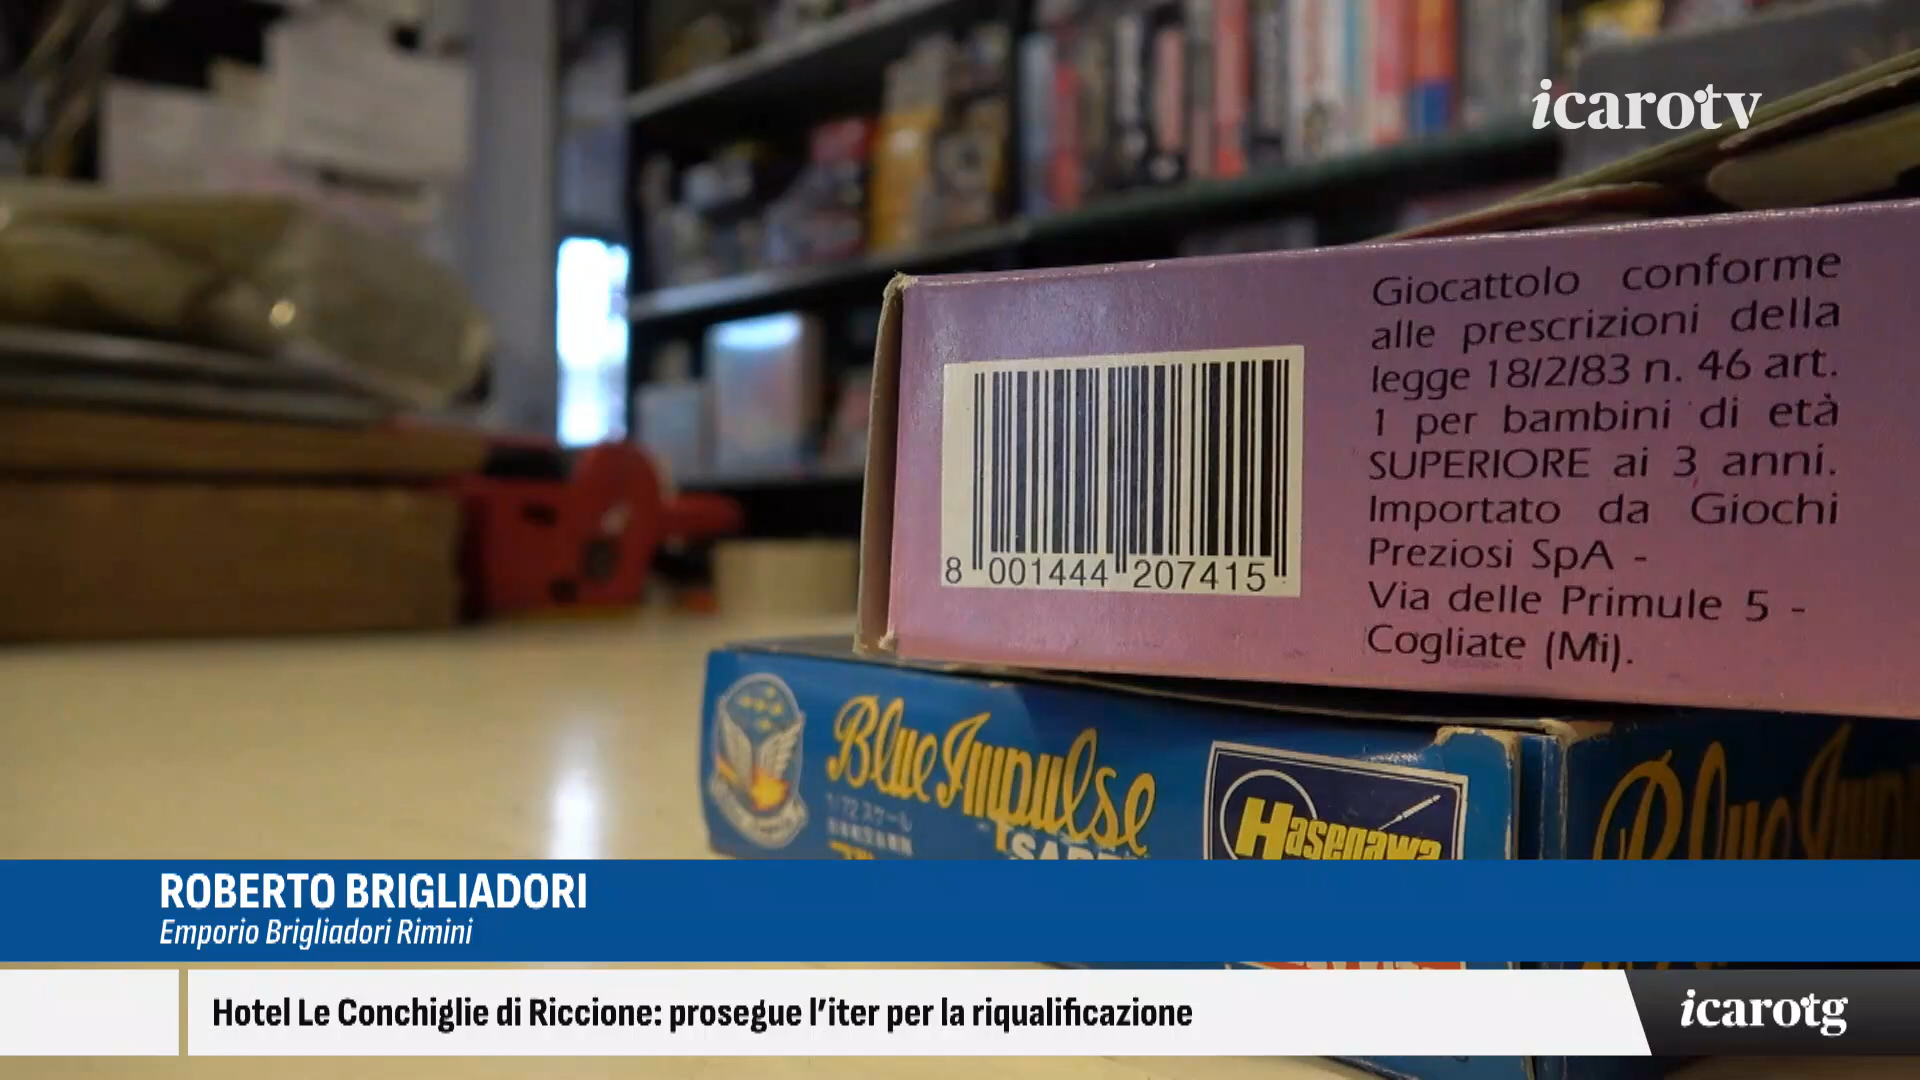 icarotv
Giocattolo conforme
alle prescrizioni della
legge 18/2/83 n. 46 art.
1 per bambini di età
SUPERIORE ai 3 anni.
Importato da Giochi
Preziosi SpA -
Via delle Primule 5 -
Cogliate (Mi).
8 001444 207415
Blue Impulse
Hasegawa
Blue
ROBERTO BRIGLIADORI
Emporio Brigliadori Rimini
Hotel Le Conchiglie di Riccione: prosegue l'iter per la riqualificazione
icarotg